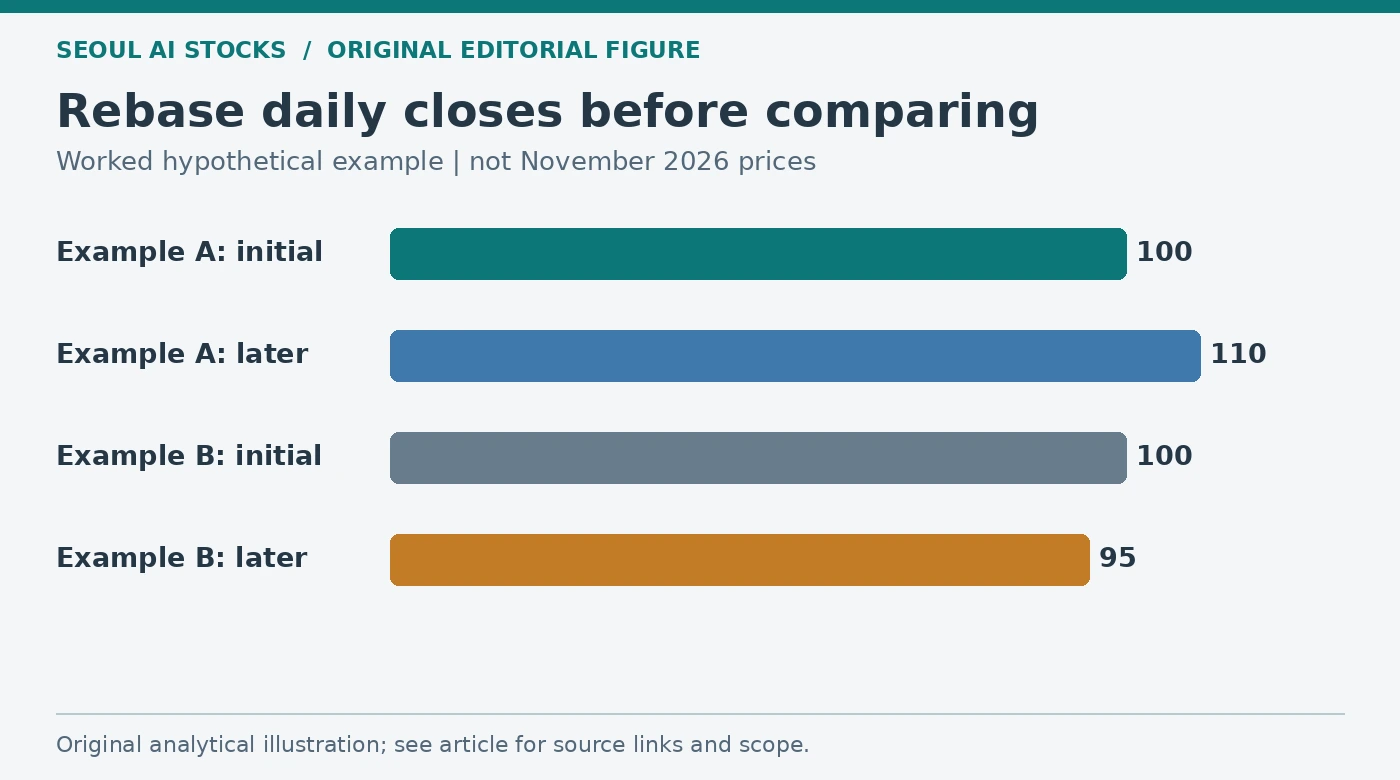 SEOUL AI STOCKS / ORIGINAL EDITORIAL FIGURE
Rebase daily closes before comparing
Worked hypothetical example | not November 2026 prices
Example A: initial 100
Example A: later 110
Example B: initial 100
Example B: later 95
Original analytical illustration; see article for source links and scope.